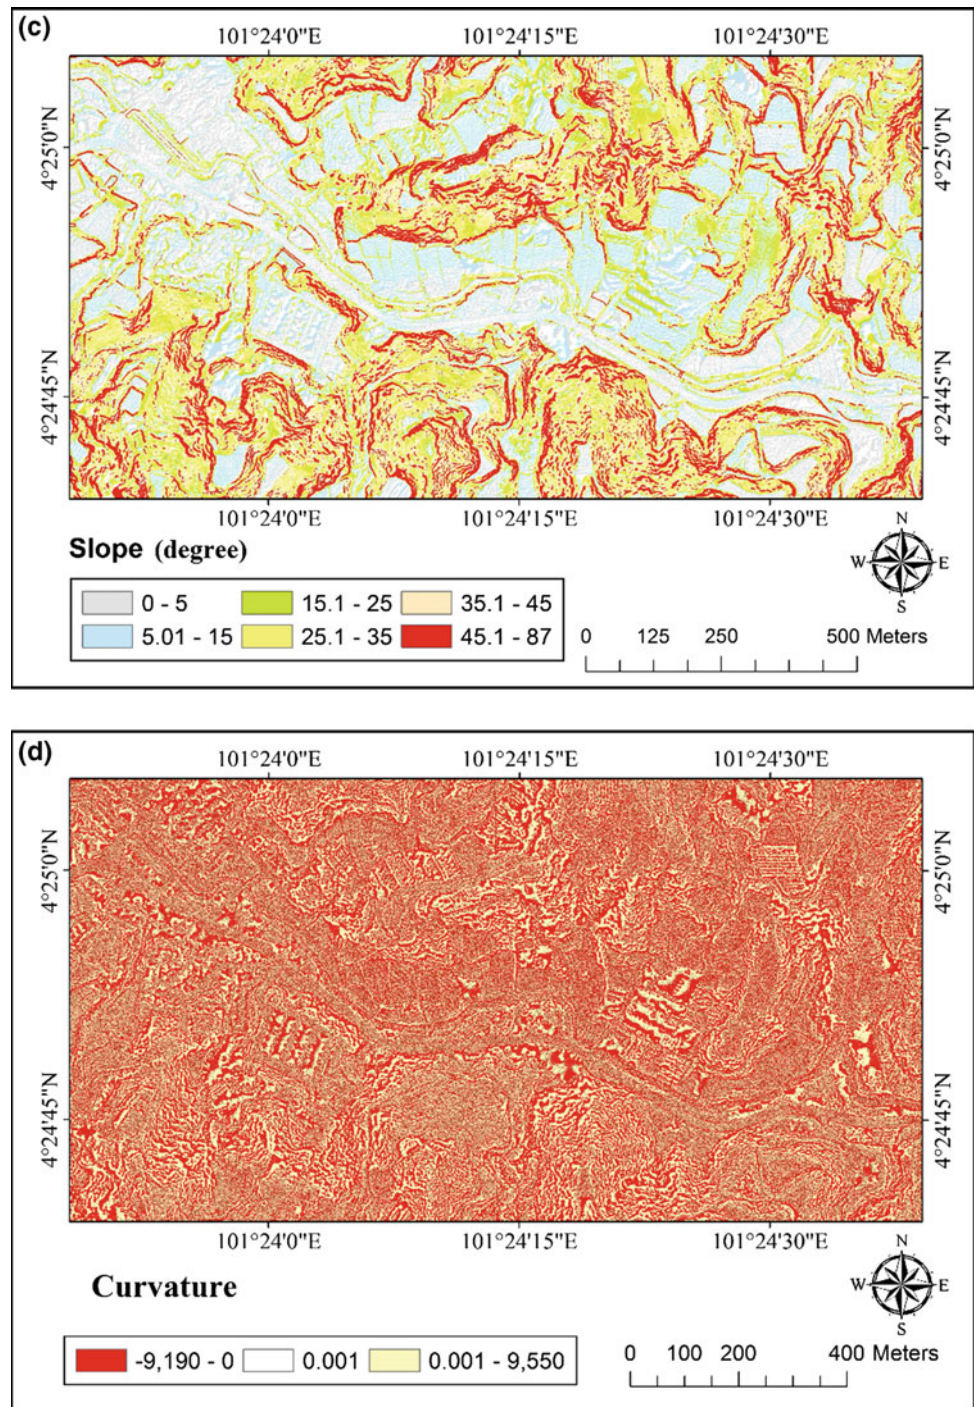 (c)
101°24'0"E 101°24'15"E 101°24'30"E
4°25'0"N 4°25'0"N
4°24'45"N 4°24'45"N
101°24'0"E 101°24'15"E 101°24'30"E
Slope (degree)
N
W E
S
0 - 5 15.1 - 25 35.1 - 45
5.01 - 15 25.1 - 35 45.1 - 87
0 125 250 500 Meters
(d)
101°24'0"E 101°24'15"E 101°24'30"E
4°25'0"N 4°25'0"N
4°24'45"N 4°24'45"N
101°24'0"E 101°24'15"E 101°24'30"E
Curvature
N
W E
S
-9,190 - 0 0.001 0.001 - 9,550
0 100 200 400 Meters